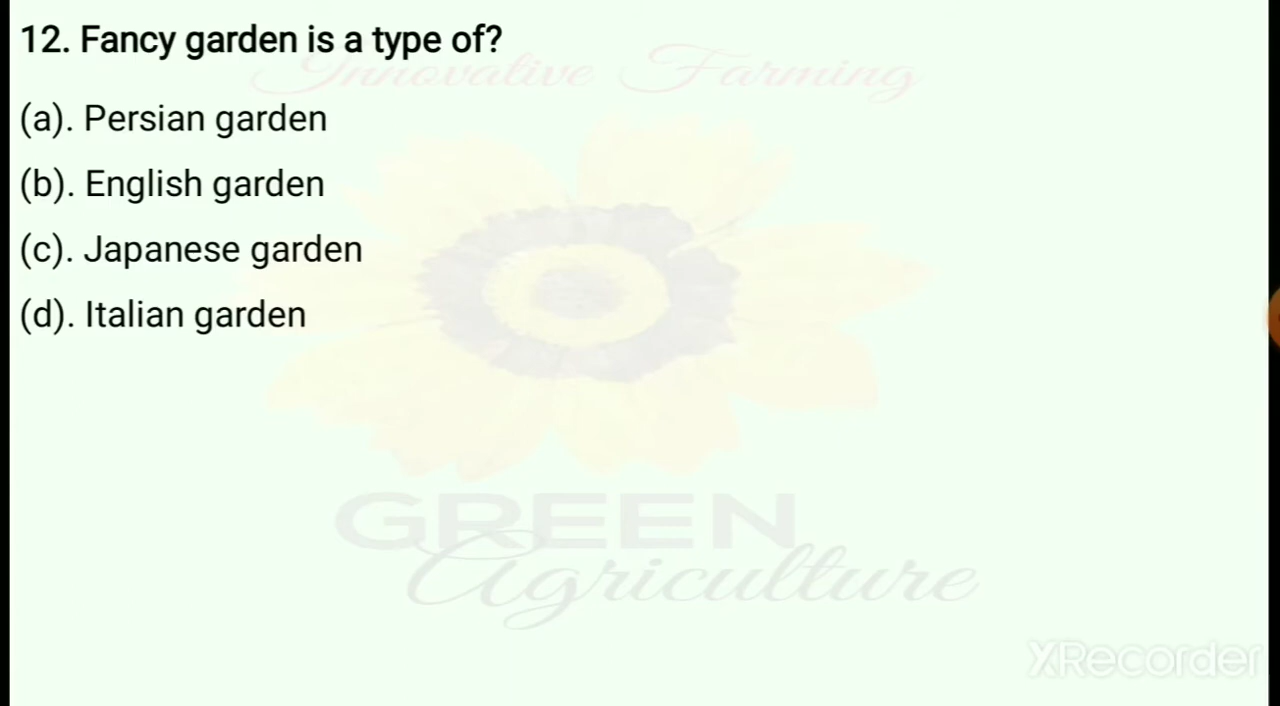 12. Fancy garden is a type of?
Innovative Farming
(a). Persian garden
(b). English garden
(c). Japanese garden
(d). Italian garden
GREEN
Agriculture
XRecorder